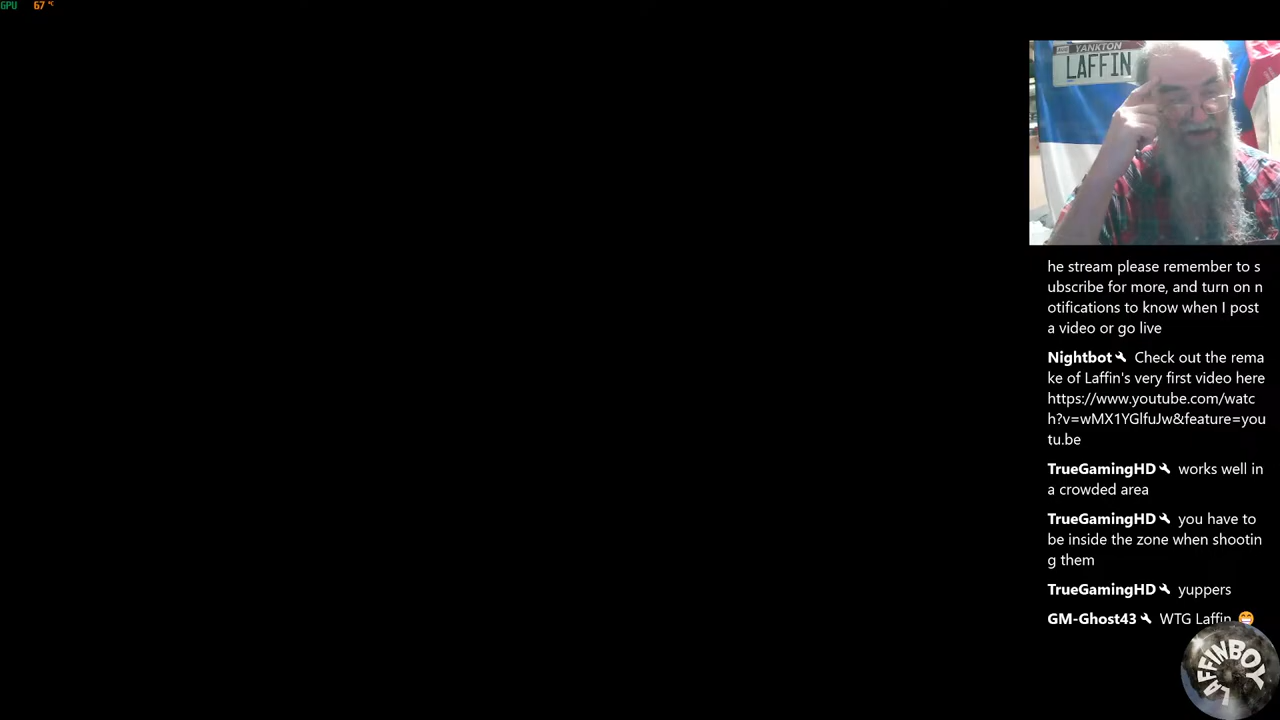 GPU 67 °C
YANKTON
LAFFIN
he stream please remember to s
ubscribe for more, and turn on n
otifications to know when I post
a video or go live
Nightbot Check out the rema
ke of Laffin's very first video here
https://www.youtube.com/watc
h?v=wMX1YGlfuJw&feature=you
tu.be
TrueGamingHD works well in
a crowded area
TrueGamingHD you have to
be inside the zone when shootin
g them
TrueGamingHD yuppers
GM-Ghost43 WTG Laffin 😁
LAFFINBOY